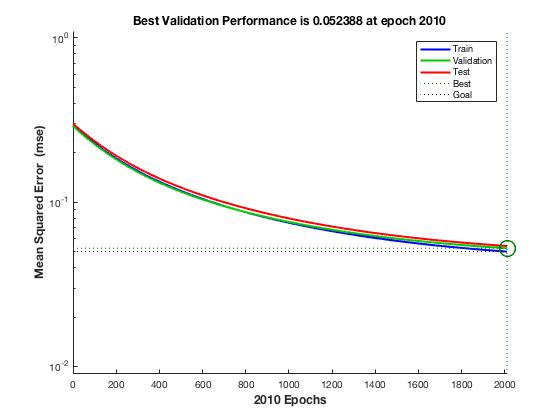 Best Validation Performance is 0.052388 at epoch 2010
Train
Validation
Test
Best
Goal
Mean Squared Error (mse)
10^0
10^-1
10^-2
0 200 400 600 800 1000 1200 1400 1600 1800 2000
2010 Epochs